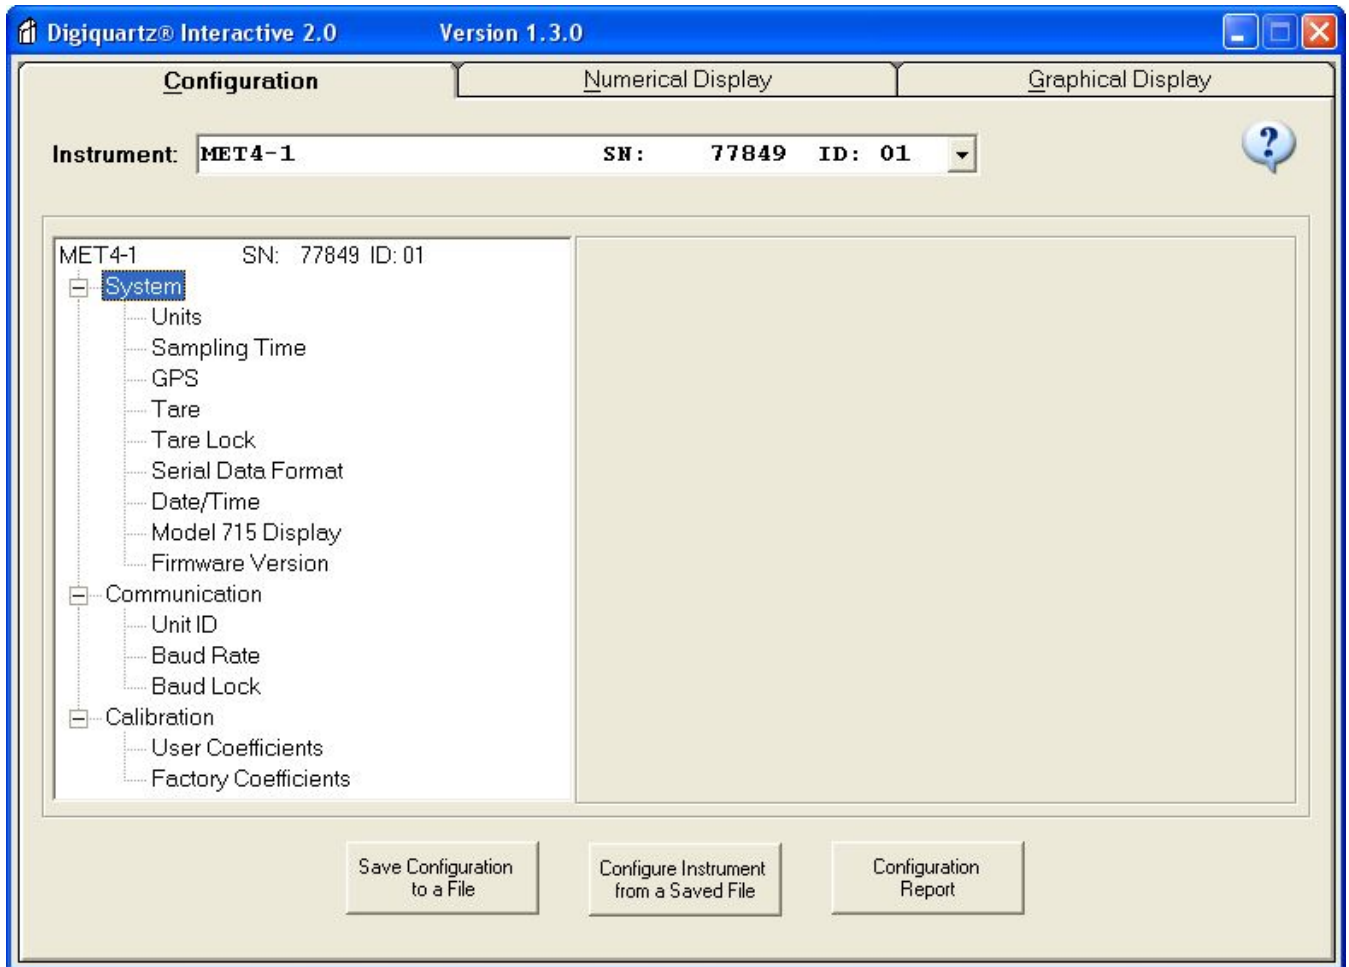 Digiquartz® Interactive 2.0 Version 1.3.0
Configuration Numerical Display Graphical Display
Instrument: MET4-1 SN: 77849 ID: 01
?
MET4-1 SN: 77849 ID: 01
System
Units
Sampling Time
GPS
Tare
Tare Lock
Serial Data Format
Date/Time
Model 715 Display
Firmware Version
Communication
Unit ID
Baud Rate
Baud Lock
Calibration
User Coefficients
Factory Coefficients
Save Configuration
to a File
Configure Instrument
from a Saved File
Configuration
Report